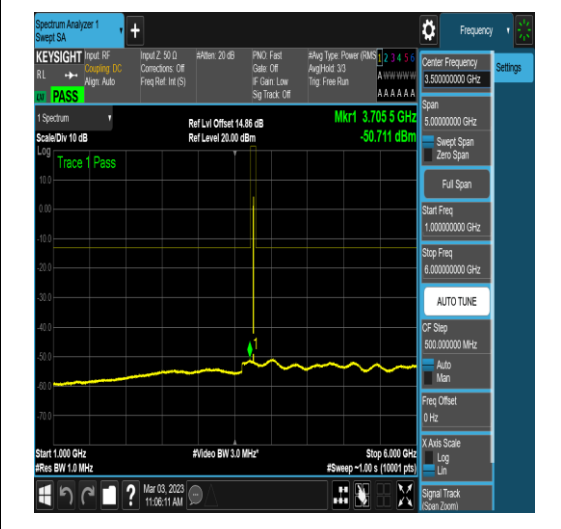 Spectrum Analyzer 1
Swept SA
Frequency
KEYSIGHT
RL
Input: RF
Coupling: DC
Align: Auto
Input Z: 50 Ω
Corrections: Off
Freq Ref: Int (S)
#Atten: 20 dB
PNO: Fast
Gate: Off
IF Gain: Low
Sig Track: Off
#Avg Type: Power (RMS
Avg|Hold: 3/3
Trig: Free Run
1 2 3 4 5 6
A W W W W W
A A A A A A
PASS
1 Spectrum
Scale/Div 10 dB
Ref Lvl Offset 14.86 dB
Ref Level 20.00 dBm
Mkr1 3.705 5 GHz
-50.711 dBm
Log
Trace 1 Pass
10.0
0.00
-10.0
-20.0
-30.0
-40.0
-50.0
-60.0
-70.0
1
Start 1.000 GHz
#Res BW 1.0 MHz
#Video BW 3.0 MHz*
Stop 6.000 GHz
#Sweep ~1.00 s (10001 pts)
Mar 03, 2023
11:06:11 AM
Settings
Center Frequency
3.500000000 GHz
Span
5.00000000 GHz
Swept Span
Zero Span
Full Span
Start Freq
1.000000000 GHz
Stop Freq
6.000000000 GHz
AUTO TUNE
CF Step
500.000000 MHz
Auto
Man
Freq Offset
0 Hz
X Axis Scale
Log
Lin
Signal Track
(Span Zoom)